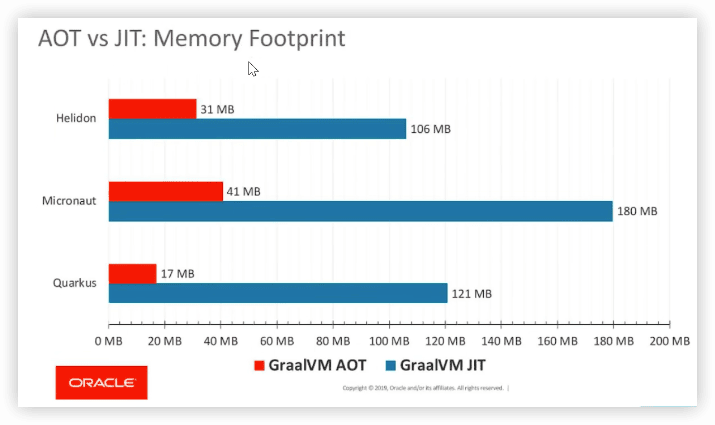 AOT vs JIT: Memory Footprint
Helidon
31 MB
106 MB
Micronaut
41 MB
180 MB
Quarkus
17 MB
121 MB
0 MB 20 MB 40 MB 60 MB 80 MB 100 MB 120 MB 140 MB 160 MB 180 MB 200 MB
GraalVM AOT GraalVM JIT
ORACLE
Copyright © 2019, Oracle and/or its affiliates. All rights reserved. |